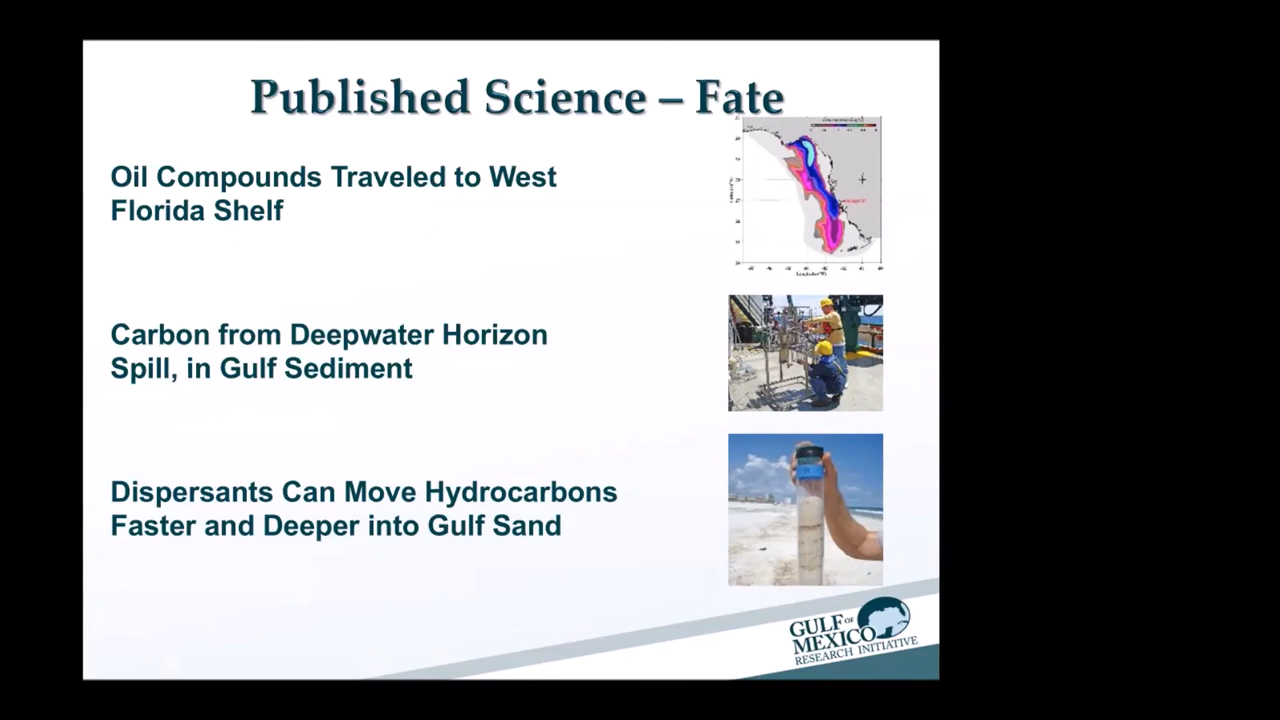 Published Science – Fate
Oil Compounds Traveled to West
Florida Shelf
Carbon from Deepwater Horizon
Spill, in Gulf Sediment
Dispersants Can Move Hydrocarbons
Faster and Deeper into Gulf Sand
GULF OF
MEXICO
RESEARCH INITIATIVE